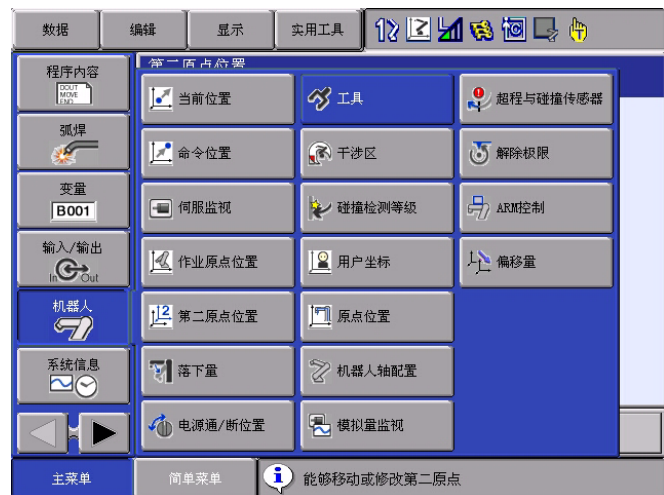 数据
编辑
显示
实用工具
程序内容
DOUT
MOVE
END
弧焊
变量
B001
输入/输出
In Out
机器人
系统信息
第二原点位置
当前位置
命令位置
伺服监视
作业原点位置
第二原点位置
落下量
电源通/断位置
工具
干涉区
碰撞检测等级
用户坐标
原点位置
机器人轴配置
模拟量监视
超程与碰撞传感器
解除极限
ARM控制
偏移量
主菜单
简单菜单
能够移动或修改第二原点